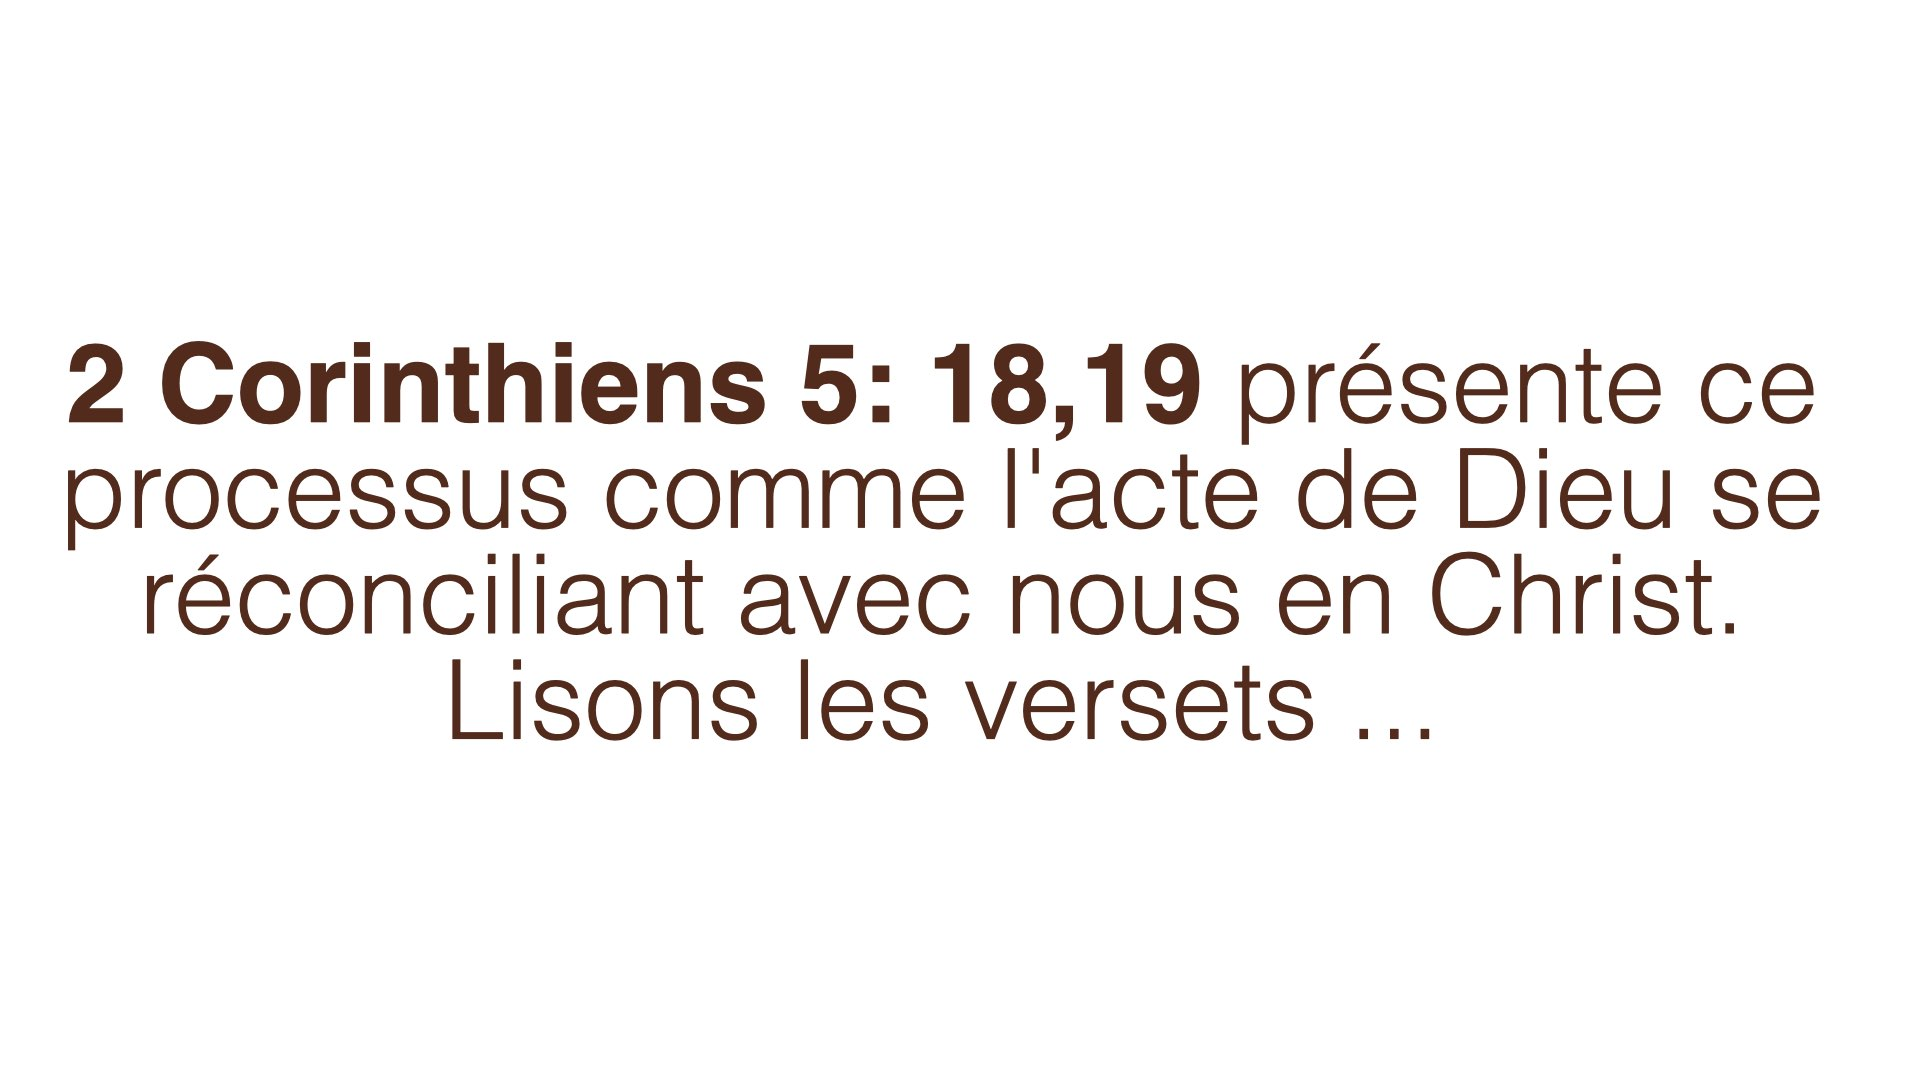 2 Corinthiens 5: 18,19 présente ce
processus comme l'acte de Dieu se
réconciliant avec nous en Christ.
Lisons les versets ...